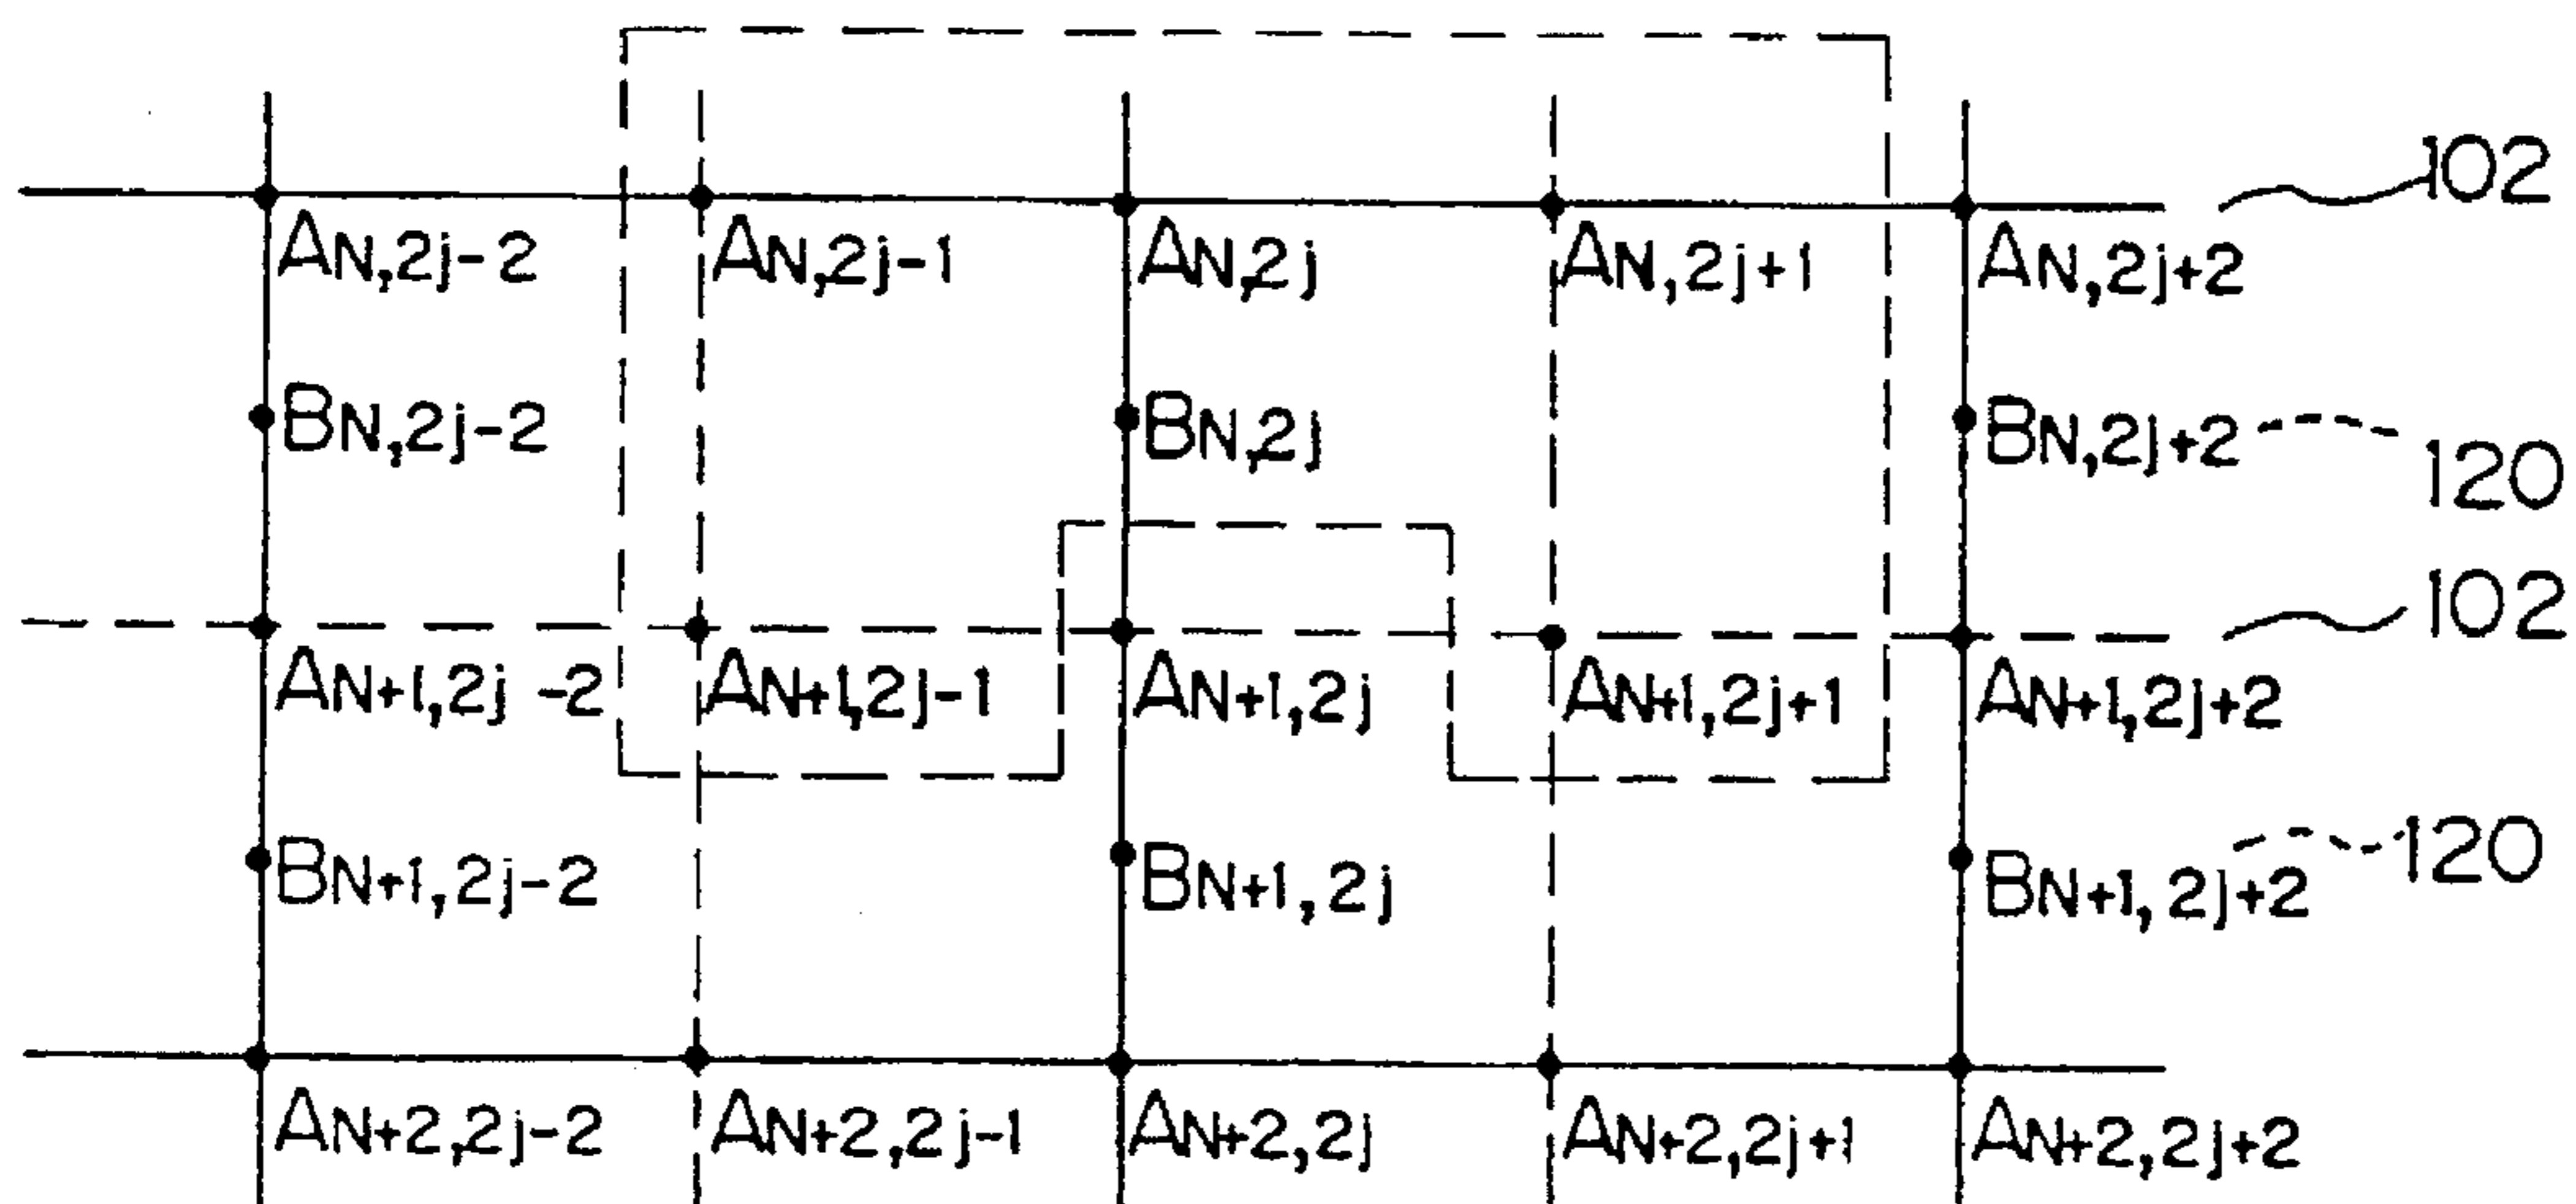 AN,2j-2 AN,2j-1 AN,2j AN,2j+1 AN,2j+2 102
BN,2j-2 BN,2j BN,2j+2 120
102
AN+1,2j-2 AN+1,2j-1 AN+1,2j AN+1,2j+1 AN+1,2j+2
BN+1,2j-2 BN+1,2j BN+1,2j+2 120
AN+2,2j-2 AN+2,2j-1 AN+2,2j AN+2,2j+1 AN+2,2j+2